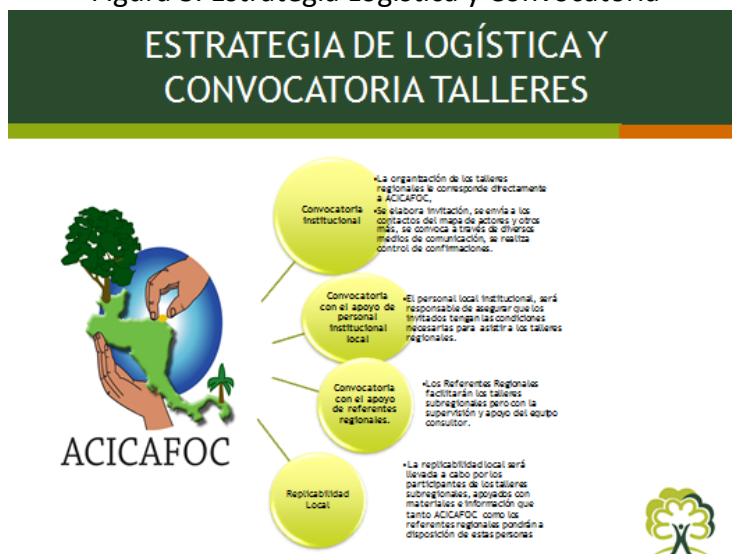 Figura 3. Estrategia Logística y Convocatoria
ESTRATEGIA DE LOGÍSTICA Y
CONVOCATORIA TALLERES
Convocatoria
institucional
•La organización de los talleres
regionales le corresponde directamente
a ACICAFOC,
•Se elabora invitación, se envía a los
contactos del mapa de actores y otros
más, se convoca a través de diversos
medios de comunicación, se realiza
control de confirmaciones.
Convocatoria
con el apoyo de
personal
institucional
local
•El personal local institucional, será
responsable de asegurar que los
invitados tengan las condiciones
necesarias para asistir a los talleres
regionales.
Convocatoria
con el apoyo
de referentes
regionales.
•Los Referentes Regionales
facilitarán los talleres
subregionales pero con la
supervisión y apoyo del equipo
consultor.
Replicabilidad
Local
•La replicabilidad local será
llevada a cabo por los
participantes de los talleres
subregionales, apoyados con
materiales e información que
tanto ACICAFOC como los
referentes regionales pondrán a
disposición de estas personas
ACICAFOC